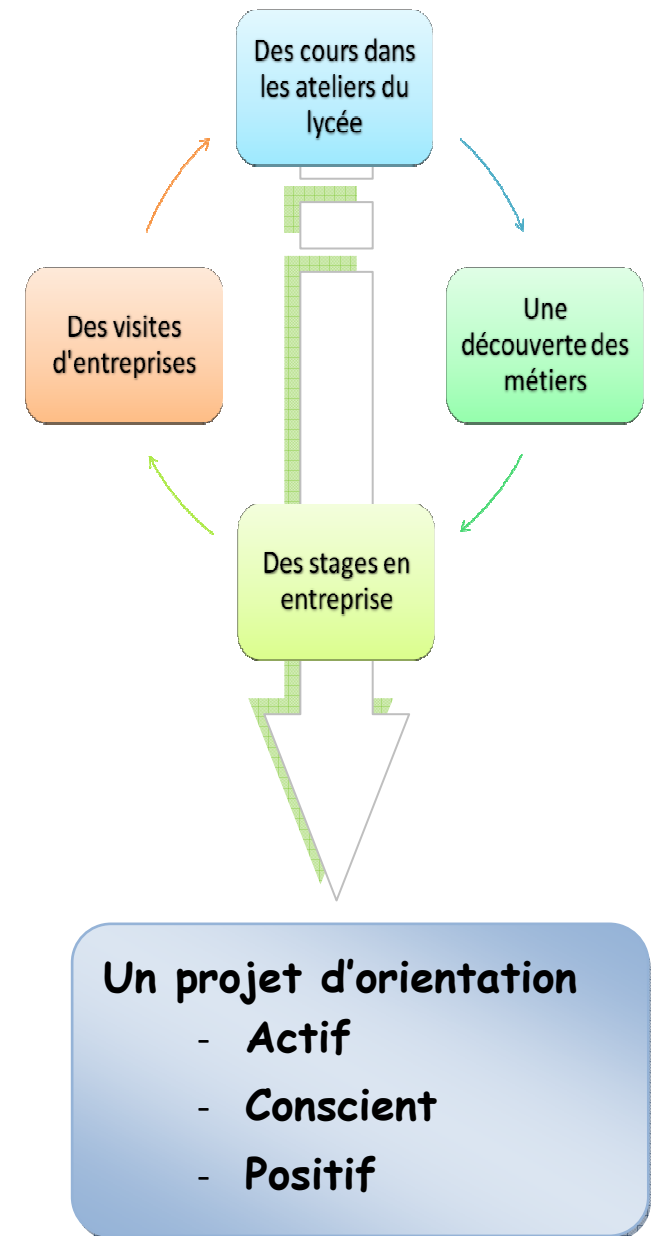 Des cours dans
les ateliers du
lycée
Une
découverte des
métiers
Des stages en
entreprise
Des visites
d'entreprises
Un projet d’orientation
- Actif
- Conscient
- Positif